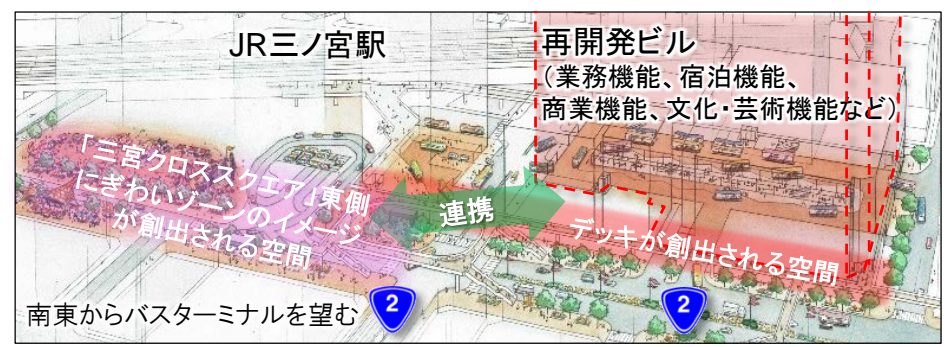 JR三ノ宮駅
再開発ビル
（業務機能、宿泊機能、
商業機能、文化・芸術機能など）
「三宮クロススクエア」東側
にぎわいゾーンのイメージ
が創出される空間
連携
デッキが創出される空間
南東からバスターミナルを望む
2
2